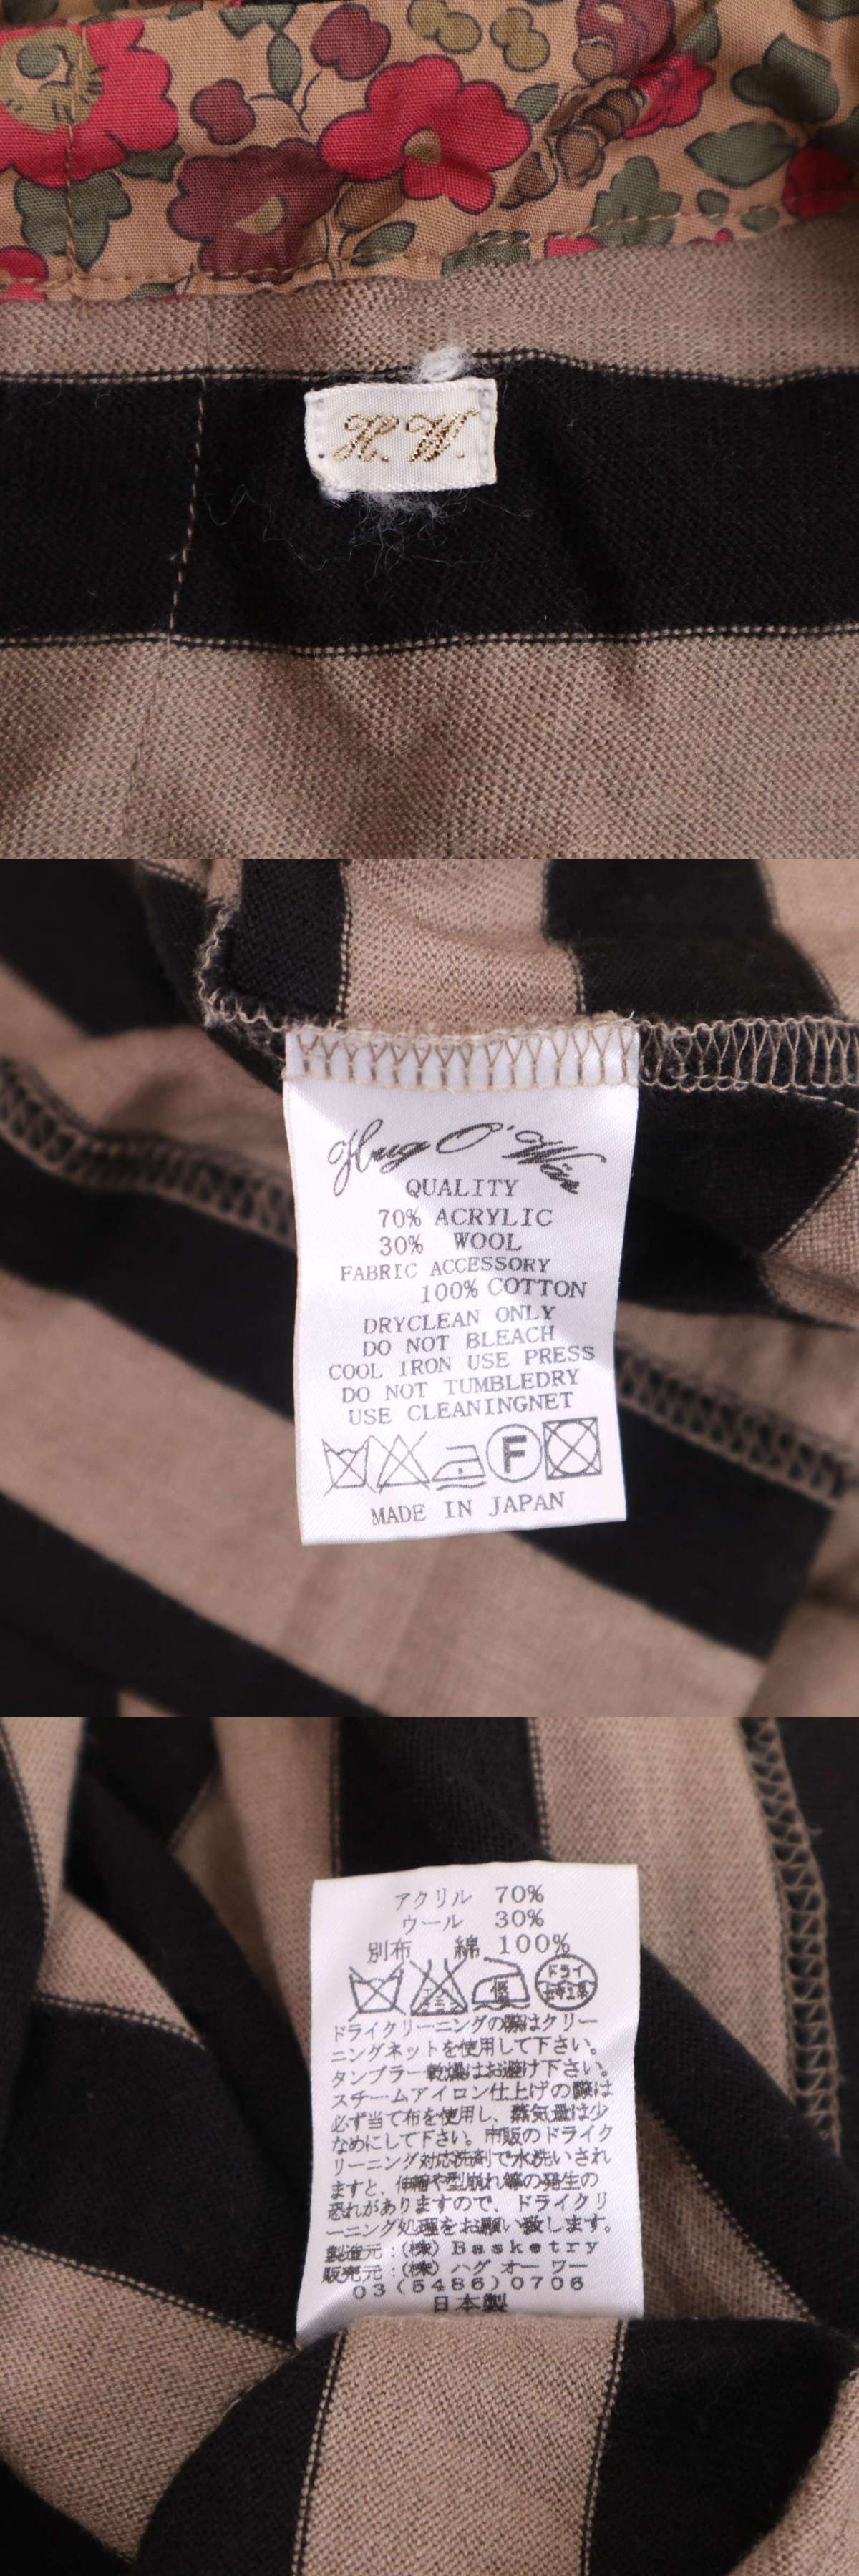 H.W.
Hug O'Wär
QUALITY
70% ACRYLIC
30% WOOL
FABRIC ACCESSORY
100% COTTON
DRYCLEAN ONLY
DO NOT BLEACH
COOL IRON USE PRESS
DO NOT TUMBLEDRY
USE CLEANINGNET
F
MADE IN JAPAN
アクリル 70%
ウール 30%
別布 綿 100%
低 ドライ
ドライクリーニングの際はクリー
ニングネットを使用して下さい。
タンブラー乾燥はお避け下さい。
スチームアイロン仕上げの際は
必ず当て布を使用し、蒸気量は少
なめにして下さい。市販のドライク
リーニング対応洗剤で水洗いされ
ますと、伸縮や型崩れ等の発生の
恐れがありますので、ドライクリ
ーニング処理をお願い致します。
製造元:(株)Basketry
販売元:(株)ハグ オー ワー
03(5486)0706
日本製